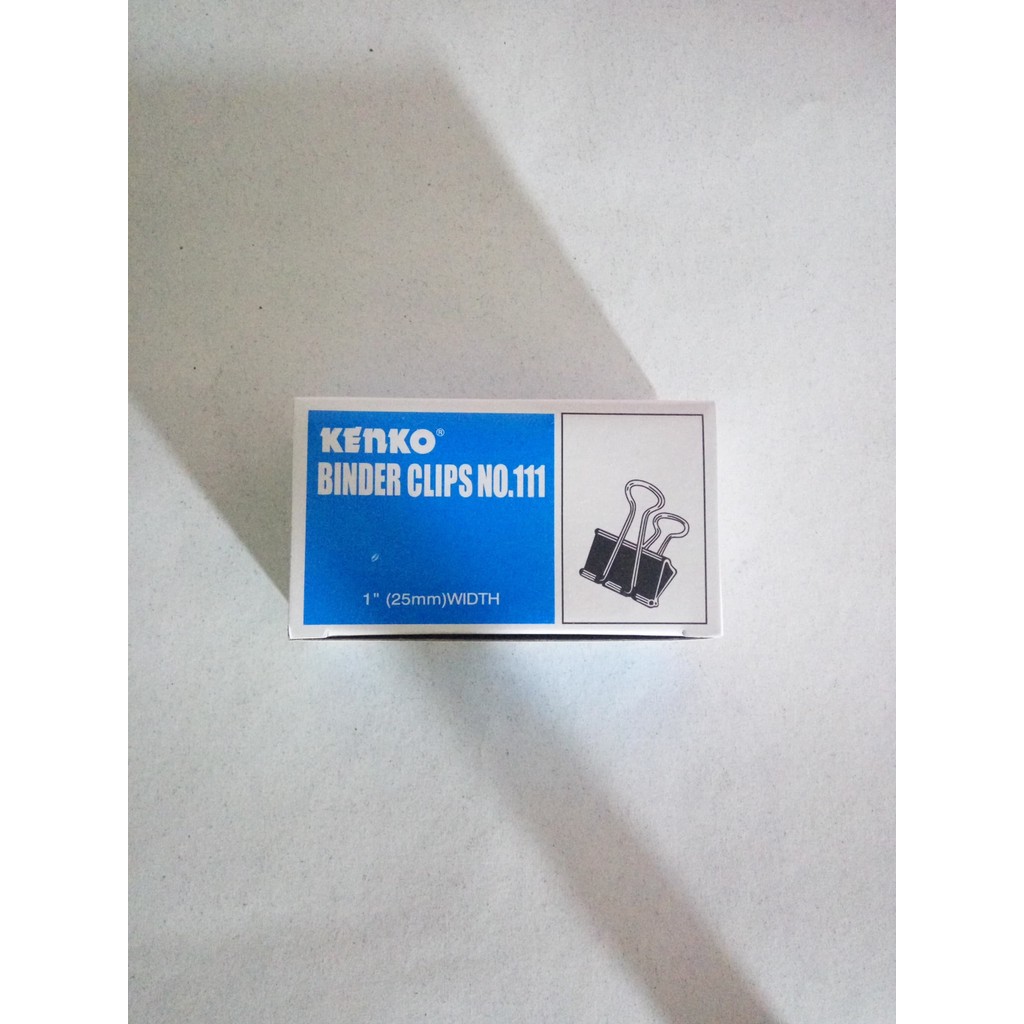 KENKO®
BINDER CLIPS NO.111
1" (25mm)WIDTH